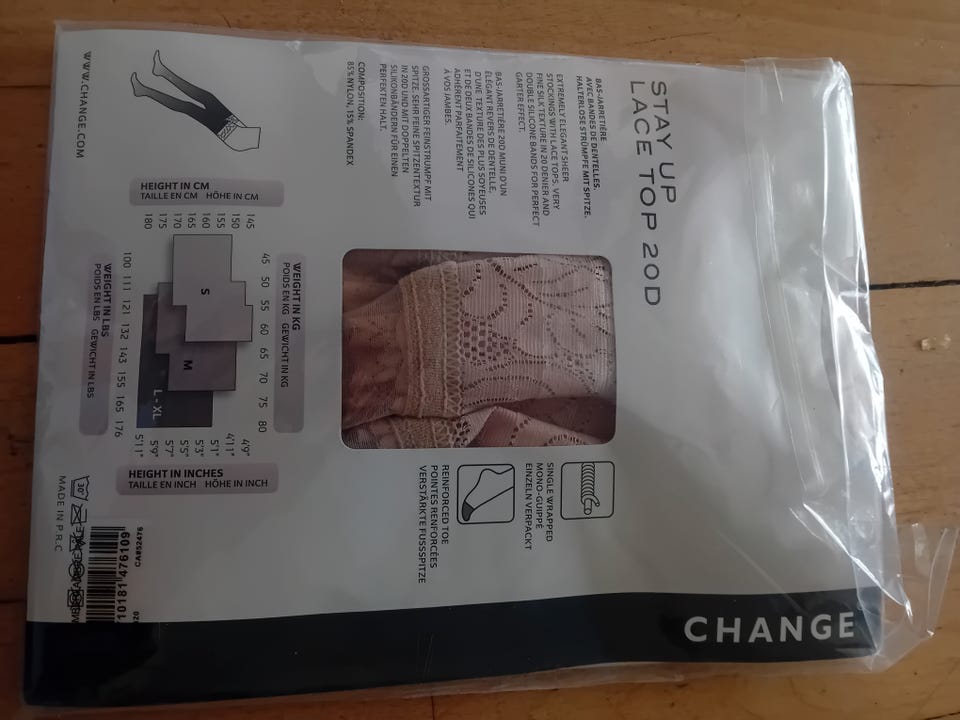 STAY UP
LACE TOP 20D
BAS-JARETIÈRE
AVEC BANDES DE DENTELLES.
HALTERLOSE STRÜMPFE MIT SPITZE.
EXTREMELY ELEGANT SHEER
STOCKINGS WITH LACE TOPS. VERY
FINE SILK TEXTURE IN 20 DENIER AND
DOUBLE SILICONE BANDS FOR PERFECT
GARTER EFFECT.
BAS-JARETIÈRE 20D MUNI D'UN
ÉLÉGANT REVERS DE DENTELLE,
D'UNE TEXTURE DES PLUS SOYEUSES
ET DE DEUX BANDES DE SILICONES QUI
ADHÉRENT PARFAITEMENT
À VOS JAMBES.
GROSSARTIGER FEINSTRUMPF MIT
SPITZE. SEHR FEINE SPITZENTEXTUR
IN 20D UND MIT DOPPELTEN
SILIKONBÄNDERN FÜR EINEN
PERFEKTEN HALT.
COMPOSITION:
85% NYLON, 15% SPANDEX
WWW.CHANGE.COM
SINGLE WRAPPED
MONO-GUIPPÉ
EINZELN VERPACKT
REINFORCED TOE
POINTES RENFORCÉES
VERSTÄRKTE FUSSSPITZE
HEIGHT IN CM
TAILLE EN CM HÖHE IN CM
145
150
155
160
165
170
175
180
WEIGHT IN KG
POIDS EN KG GEWICHT IN KG
45 50 55 60 65 70 75 80
S
M
L - XL
100 111 121 132 143 155 165 176
WEIGHT IN LBS
POIDS EN LBS GEWICHT IN LBS
4'9"
4'11"
5'1"
5'3"
5'5"
5'7"
5'9"
5'11"
HEIGHT IN INCHES
TAILLE EN INCH HÖHE IN INCH
30°
MADE IN P.R.C
CHANGE